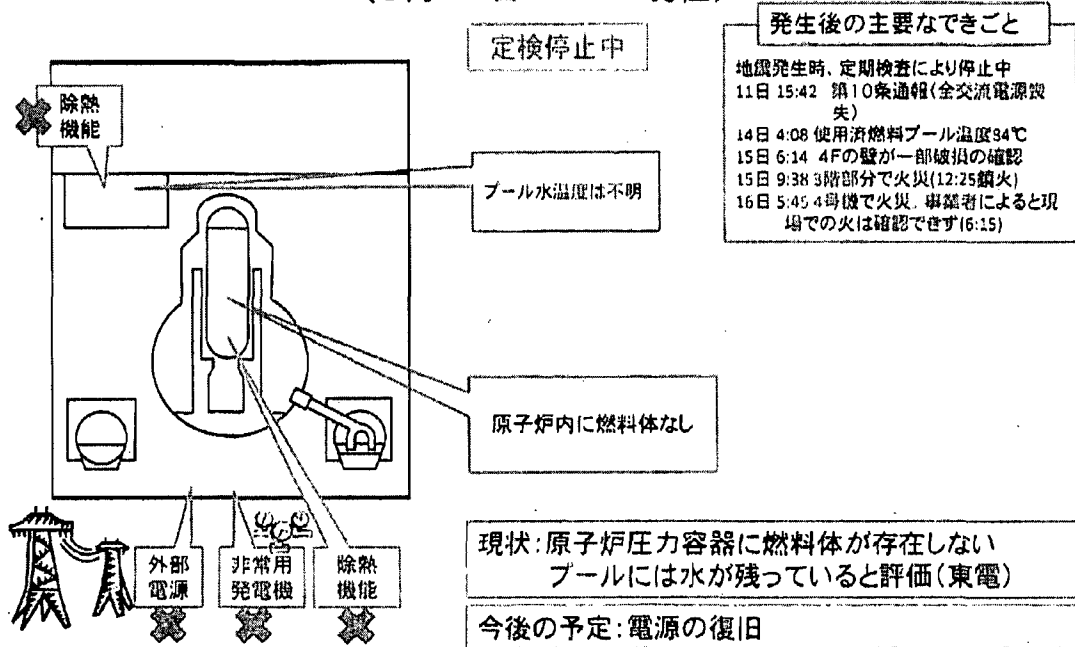 定検停止中
発生後の主要なできごと
地震発生時、定期検査により停止中
11日 15:42 第10条通報(全交流電源喪
失)
14日 4:08 使用済燃料プール温度84℃
15日 6:14 4Fの壁が一部破損の確認
15日 9:38 3階部分で火災(12:25鎮火)
16日 5:45 4号機で火災、事業者によると現
場での火は確認できず(6:15)
除熱
機能
プール水温度は不明
原子炉内に燃料体なし
外部
電源
非常用
発電機
除熱
機能
現状:原子炉圧力容器に燃料体が存在しない
プールには水が残っていると評価(東電)
今後の予定:電源の復旧